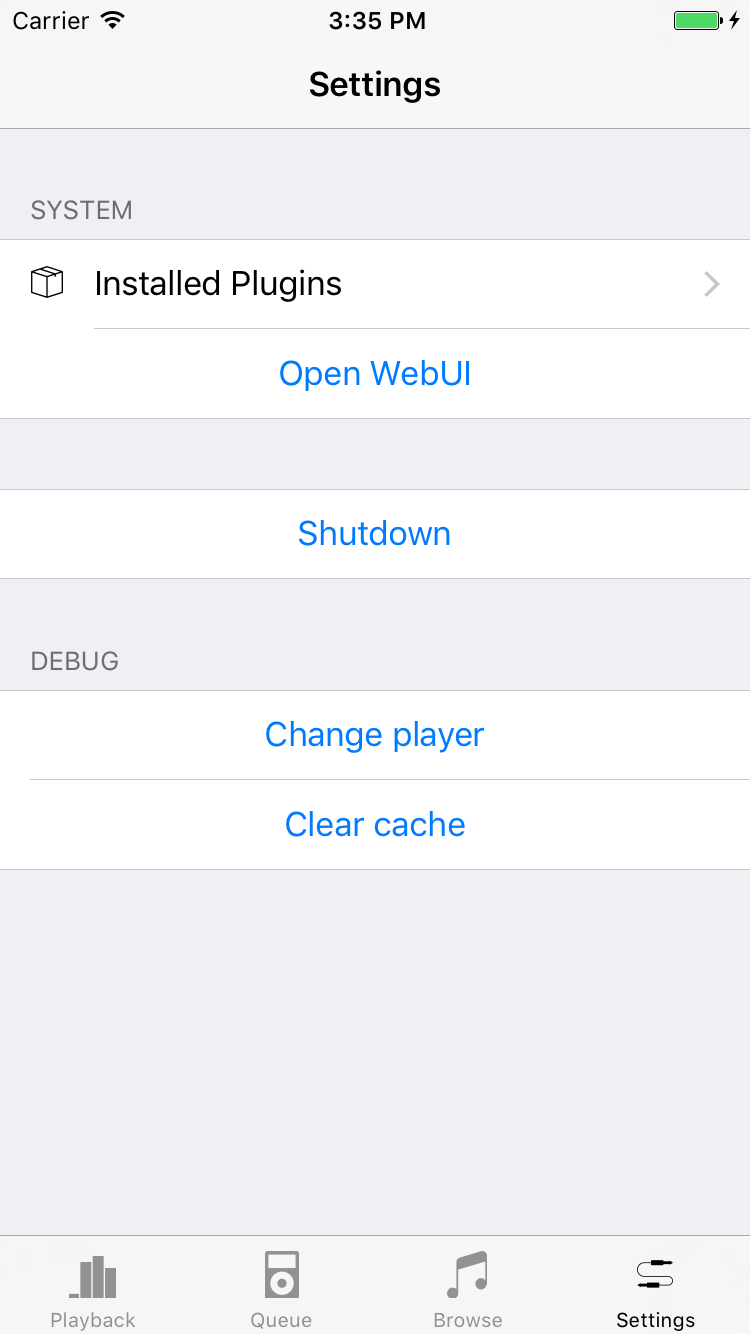 Carrier 3:35 PM
Settings
SYSTEM
Installed Plugins
Open WebUI
Shutdown
DEBUG
Change player
Clear cache
Playback Queue Browse Settings